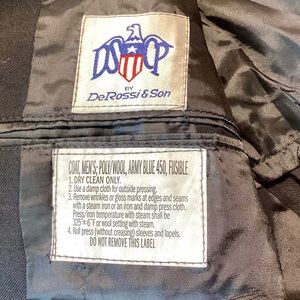 DSCP
BY
DeRossi & Son
COAT, MEN'S; POLY/WOOL, ARMY BLUE 450, FUSIBLE
1. DRY CLEAN ONLY.
2. Use a damp cloth for outside pressing.
3. Remove wrinkles or gloss marks at edges and seams
with a steam iron or an iron and damp press cloth.
Press/iron temperature with steam shall be
325° ± 6° F or wool setting with steam.
4. Roll press (without creasing) sleeves and lapels.
DO NOT REMOVE THIS LABEL